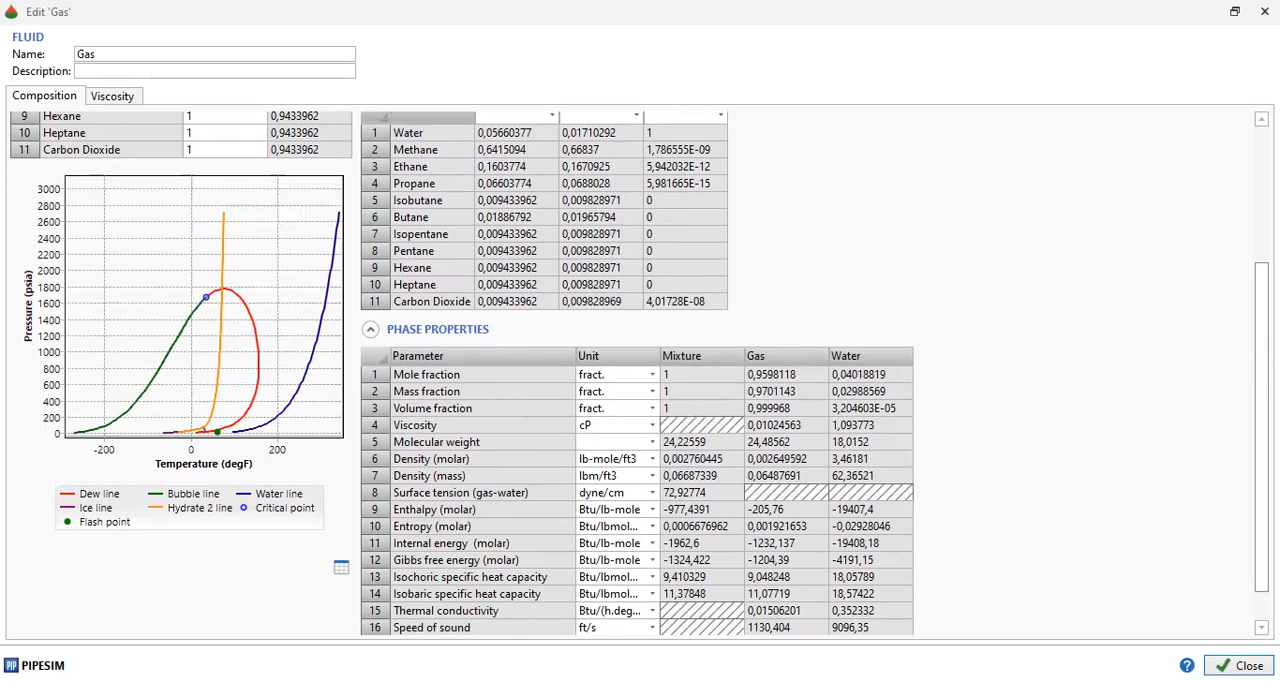 Edit 'Gas'
FLUID
Name: Gas
Description:
Composition Viscosity
9 Hexane 1 0,9433962
10 Heptane 1 0,9433962
11 Carbon Dioxide 1 0,9433962
1 Water 0,05660377 0,01710292 1
2 Methane 0,6415094 0,66837 1,786555E-09
3 Ethane 0,1603774 0,1670925 5,942032E-12
4 Propane 0,06603774 0,0688028 5,981665E-15
5 Isobutane 0,009433962 0,009828971 0
6 Butane 0,01886792 0,01965794 0
7 Isopentane 0,009433962 0,009828971 0
8 Pentane 0,009433962 0,009828971 0
9 Hexane 0,009433962 0,009828971 0
10 Heptane 0,009433962 0,009828971 0
11 Carbon Dioxide 0,009433962 0,009828969 4,01728E-08
Pressure (psia)
3000
2800
2600
2400
2200
2000
1800
1600
1400
1200
1000
800
600
400
200
0
-200 0 200
Temperature (degF)
Dew line Bubble line Water line
Ice line Hydrate 2 line Critical point
Flash point
PHASE PROPERTIES
Parameter Unit Mixture Gas Water
1 Mole fraction fract. 1 0,9598118 0,04018819
2 Mass fraction fract. 1 0,9701143 0,02988569
3 Volume fraction fract. 1 0,999968 3,204603E-05
4 Viscosity cP 0,01024563 1,093773
5 Molecular weight 24,22559 24,48562 18,0152
6 Density (molar) lb-mole/ft3 0,002760445 0,002649592 3,46181
7 Density (mass) lbm/ft3 0,06687339 0,06487691 62,36521
8 Surface tension (gas-water) dyne/cm 72,92774
9 Enthalpy (molar) Btu/lb-mole -977,4391 -205,76 -19407,4
10 Entropy (molar) Btu/lbmol... 0,0006676962 0,001921653 -0,02928046
11 Internal energy (molar) Btu/lb-mole -1962,6 -1232,137 -19408,18
12 Gibbs free energy (molar) Btu/lb-mole -1324,422 -1204,39 -4191,15
13 Isochoric specific heat capacity Btu/lbmol... 9,410329 9,048248 18,05789
14 Isobaric specific heat capacity Btu/lbmol... 11,37848 11,07719 18,57422
15 Thermal conductivity Btu/(h.deg... 0,01506201 0,352332
16 Speed of sound ft/s 1130,404 9096,35
PIP PIPESIM
? Close